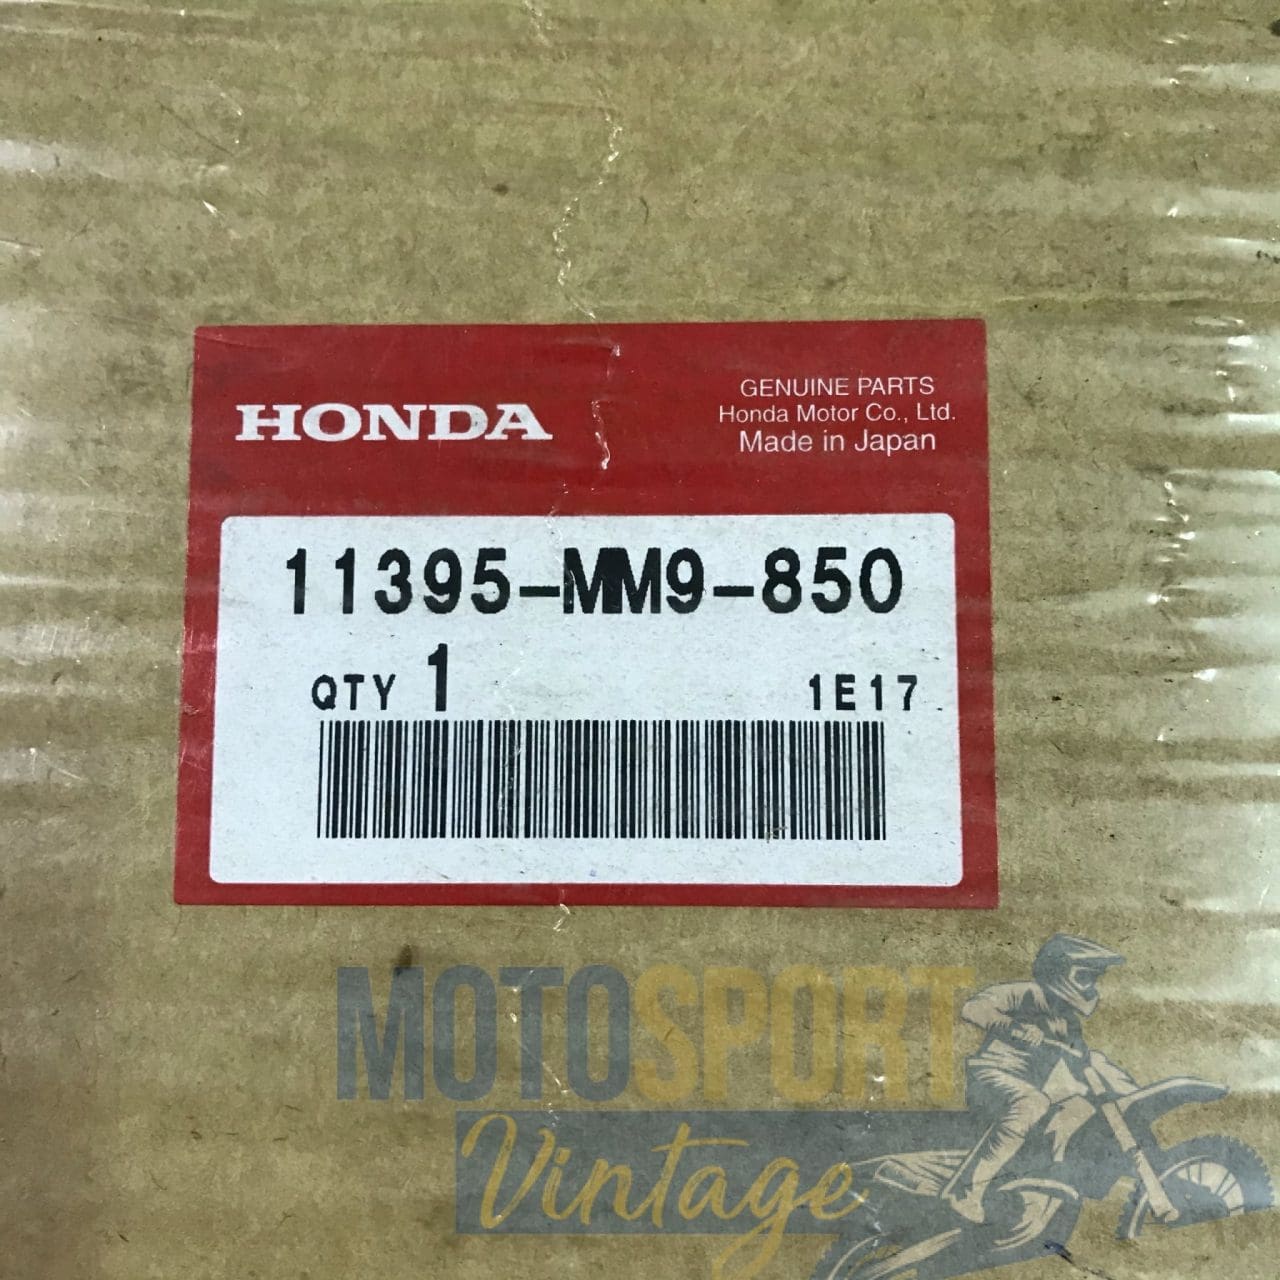 HONDA
GENUINE PARTS
Honda Motor Co., Ltd.
Made in Japan
11395-MM9-850
QTY 1
1E17
MOTOSPORT
Vintage